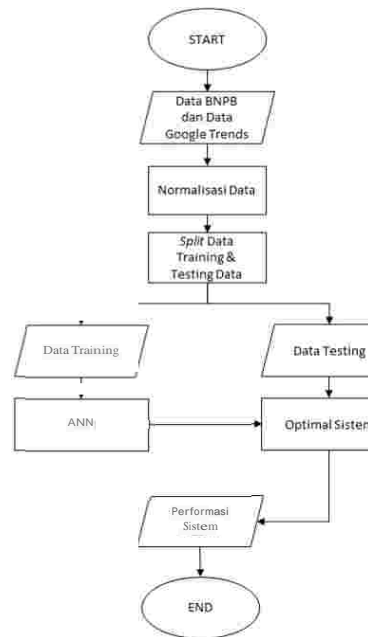 START
Data BNPB
dan Data
Google Trends
Normalisasi Data
Split Data
Training &
Testing Data
Data Training
Data Testing
ANN
Optimal Sistem
Performasi
Sistem
END